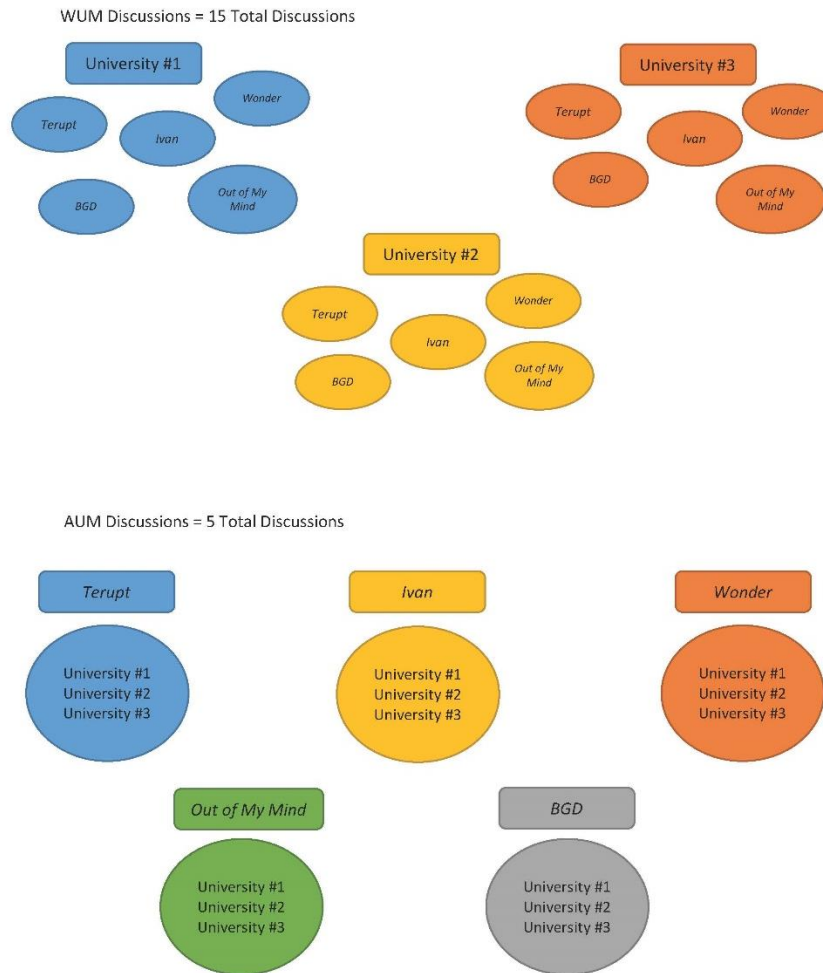 WUM Discussions = 15 Total Discussions
University #1
Wonder
Terupt
Ivan
BGD
Out of My
Mind
University #3
Terupt
Wonder
Ivan
BGD
Out of My
Mind
University #2
Terupt
Wonder
Ivan
BGD
Out of My
Mind
AUM Discussions = 5 Total Discussions
Terupt
University #1
University #2
University #3
Ivan
University #1
University #2
University #3
Wonder
University #1
University #2
University #3
Out of My Mind
University #1
University #2
University #3
BGD
University #1
University #2
University #3